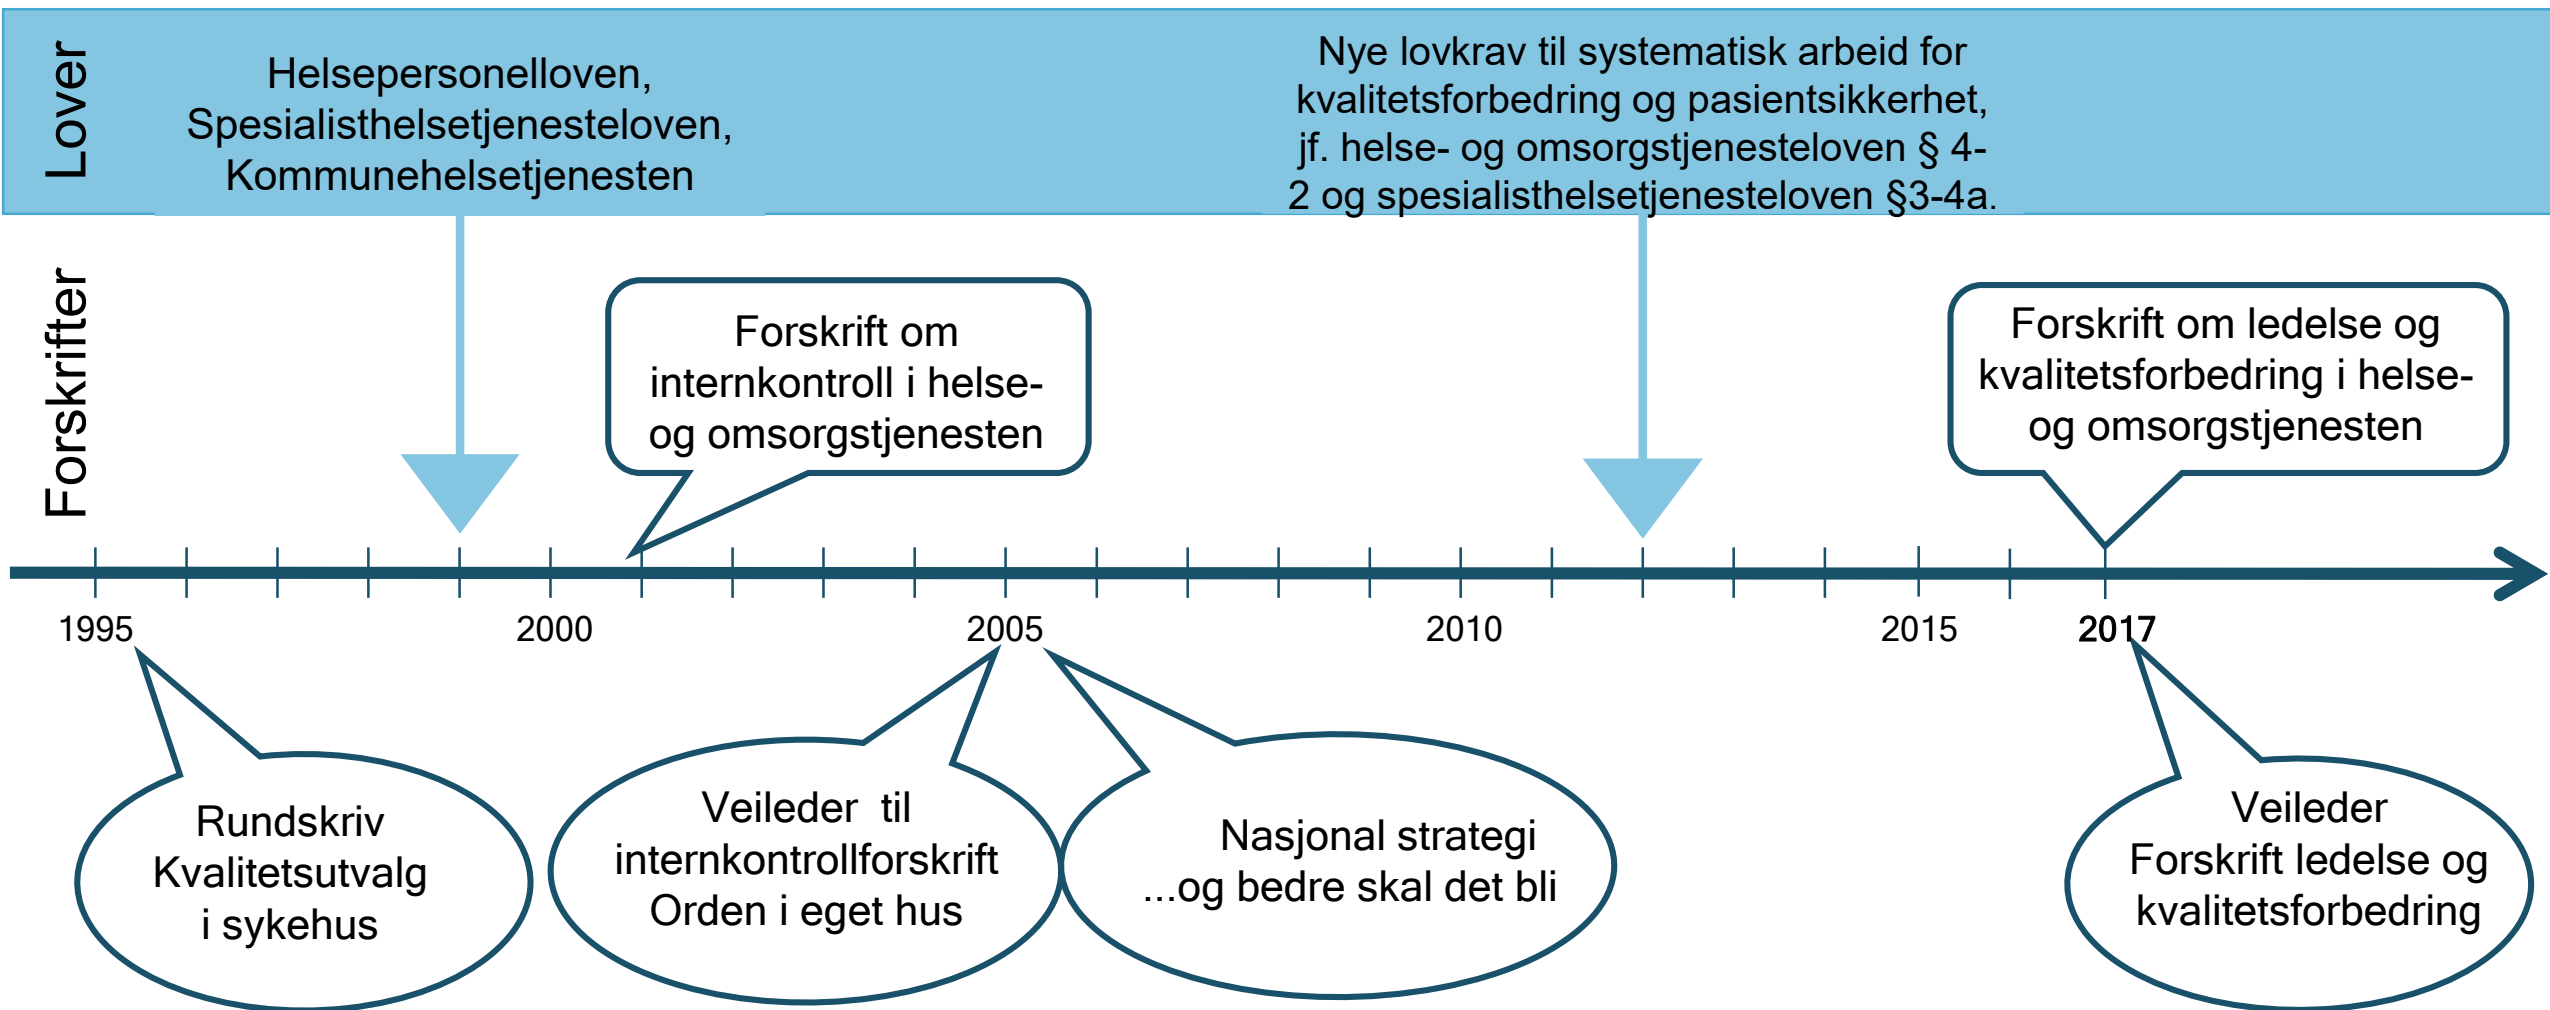 Lover
Helsepersonelloven,
Spesialisthelsetjenesteloven,
Kommunehelsetjenesten
Nye lovkrav til systematisk arbeid for
kvalitetsforbedring og pasientsikkerhet,
jf. helse- og omsorgstjenesteloven § 4-
2 og spesialisthelsetjenesteloven §3-4a.
Forskrifter
Forskrift om
internkontroll i helse-
og omsorgstjenesten
Forskrift om ledelse og
kvalitetsforbedring i helse-
og omsorgstjenesten
1995
2000
2005
2010
2015
2017
Rundskriv
Kvalitetsutvalg
i sykehus
Veileder til
internkontrollforskrift
Orden i eget hus
Nasjonal strategi
...og bedre skal det bli
Veileder
Forskrift ledelse og
kvalitetsforbedring